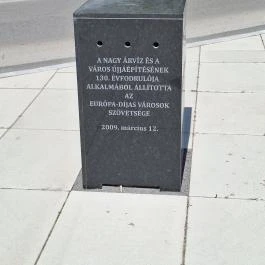 A NAGY ÁRVÍZ ÉS A
VÁROS ÚJJÁÉPÍTÉSÉNEK
130. ÉVFORDULÓJA
ALKALMÁBÓL ÁLLÍTOTTA
AZ
EURÓPA-DÍJAS VÁROSOK
SZÖVETSÉGE
2009. március 12.